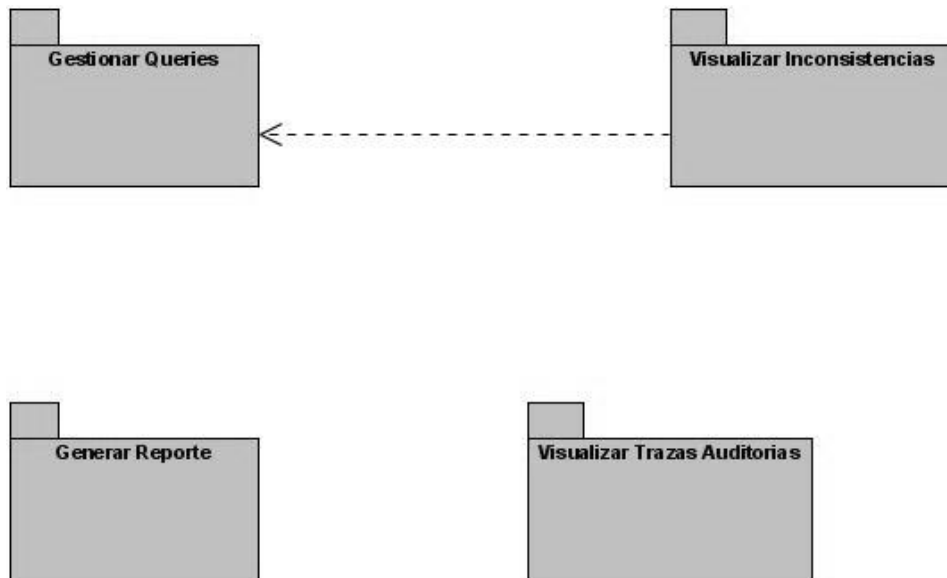 Gestionar Queries
Visualizar Inconsistencias
Generar Reporte
Visualizar Trazas Auditorias